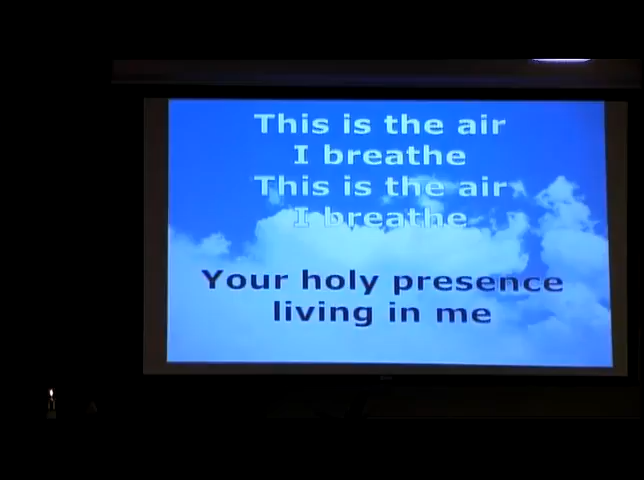 This is the air
I breathe
This is the air
I breathe
Your holy presence
living in me